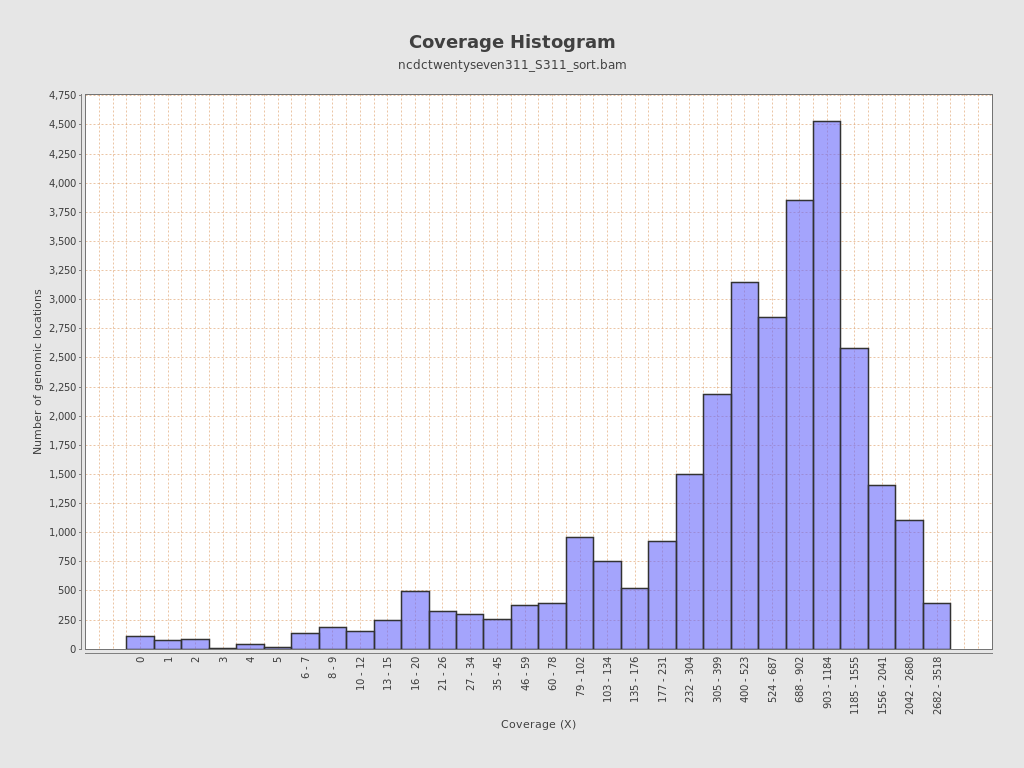 Coverage Histogram
ncdctwentyseven311_S311_sort.bam
Number of genomic locations
4,750
4,500
4,250
4,000
3,750
3,500
3,250
3,000
2,750
2,500
2,250
2,000
1,750
1,500
1,250
1,000
750
500
250
0
0
1
2
3
4
5
6 - 7
8 - 9
10 - 12
13 - 15
16 - 20
21 - 26
27 - 34
35 - 45
46 - 59
60 - 78
79 - 102
103 - 134
135 - 176
177 - 231
232 - 304
305 - 399
400 - 523
524 - 687
688 - 902
903 - 1184
1185 - 1555
1556 - 2041
2042 - 2680
2682 - 3518
Coverage (X)